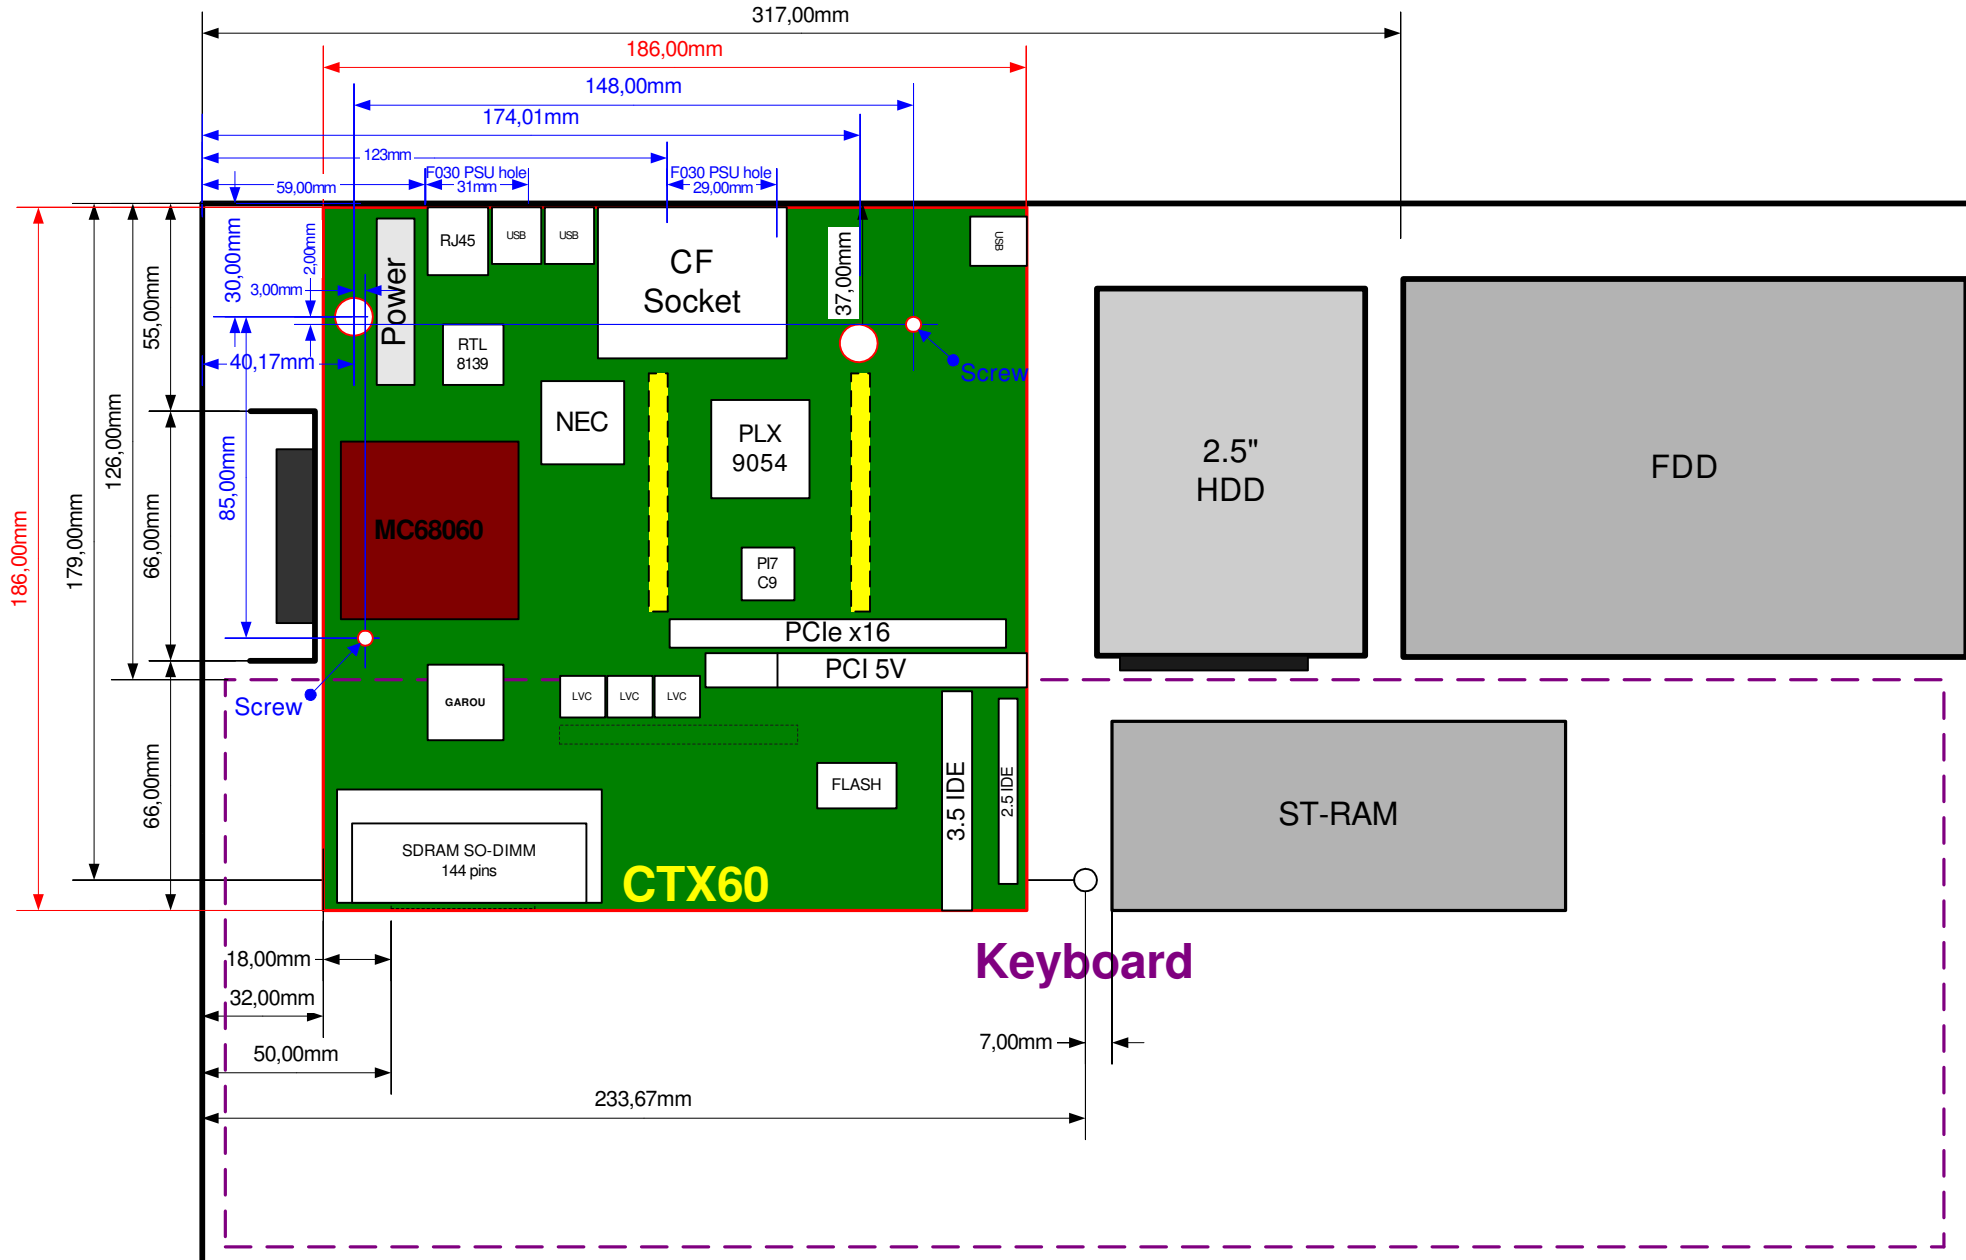 317,00mm
186,00mm
148,00mm
174,01mm
123mm
F030 PSU hole
F030 PSU hole
59,00mm
31mm
29,00mm
RJ45
USB
USB
CF
Socket
USB
30,00mm
2,00mm
3,00mm
Power
37,00mm
55,00mm
40,17mm
RTL
8139
Screw
NEC
PLX
9054
2.5"
HDD
FDD
126,00mm
85,00mm
66,00mm
179,00mm
186,00mm
MC68060
PI7
C9
PCIe x16
PCI 5V
Screw
GAROU
LVC
LVC
LVC
66,00mm
FLASH
3.5 IDE
2.5 IDE
ST-RAM
SDRAM SO-DIMM
144 pins
CTX60
Keyboard
18,00mm
32,00mm
50,00mm
7,00mm
233,67mm